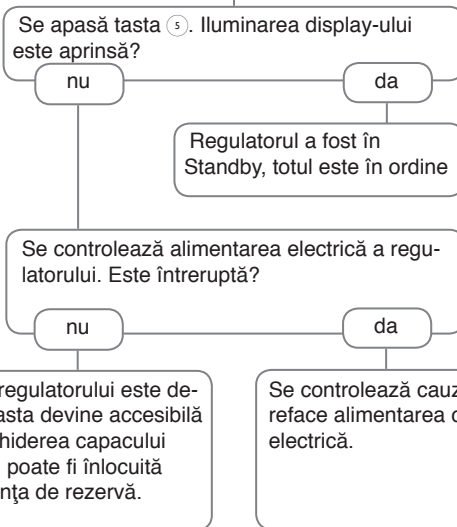 Se apasă tasta ⑤. Iluminarea display-ului
este aprinsă?
nu
da
Regulatorul a fost în
Standby, totul este în ordine
Se controlează alimentarea electrică a regu-
latorului. Este întreruptă?
nu
da
regulatorului este de-
asta devine accesibilă
hiderea capacului
poate fi înlocuită
nţa de rezervă.
Se controlează cauz
reface alimentarea c
electrică.